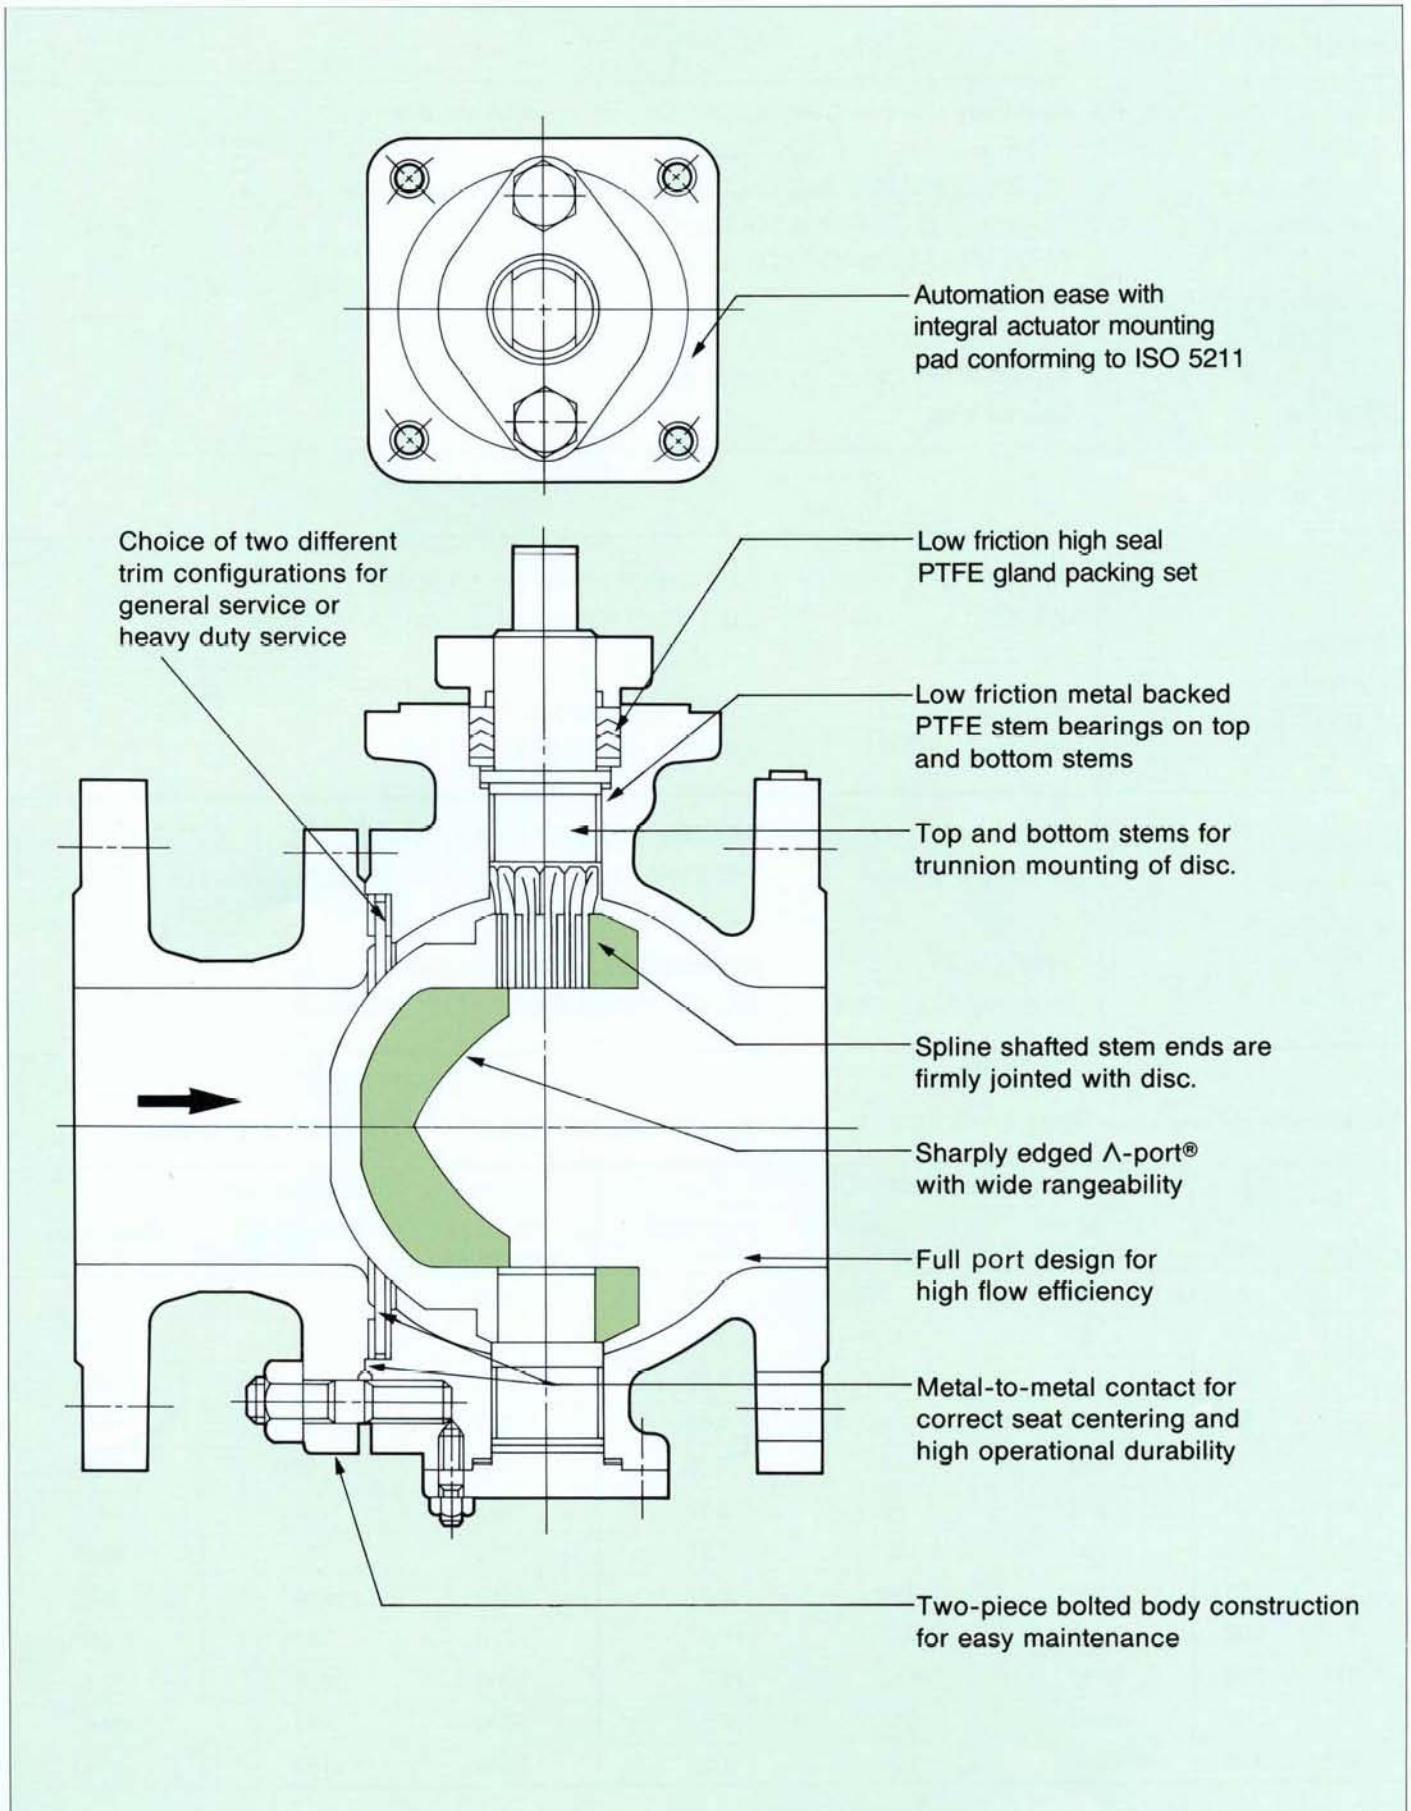 Automation ease with
integral actuator mounting
pad conforming to ISO 5211
Choice of two different
trim configurations for
general service or
heavy duty service
Low friction high seal
PTFE gland packing set
Low friction metal backed
PTFE stem bearings on top
and bottom stems
Top and bottom stems for
trunnion mounting of disc.
Spline shafted stem ends are
firmly jointed with disc.
Sharply edged Λ-port®
with wide rangeability
Full port design for
high flow efficiency
Metal-to-metal contact for
correct seat centering and
high operational durability
Two-piece bolted body construction
for easy maintenance